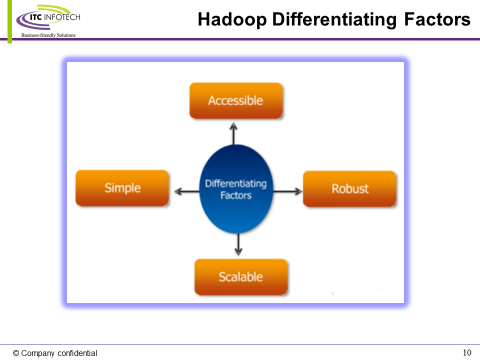 ITC INFOTECH
Business-friendly Solutions
Hadoop Differentiating Factors
Accessible
Simple
Differentiating
Factors
Robust
Scalable
© Company confidential
10